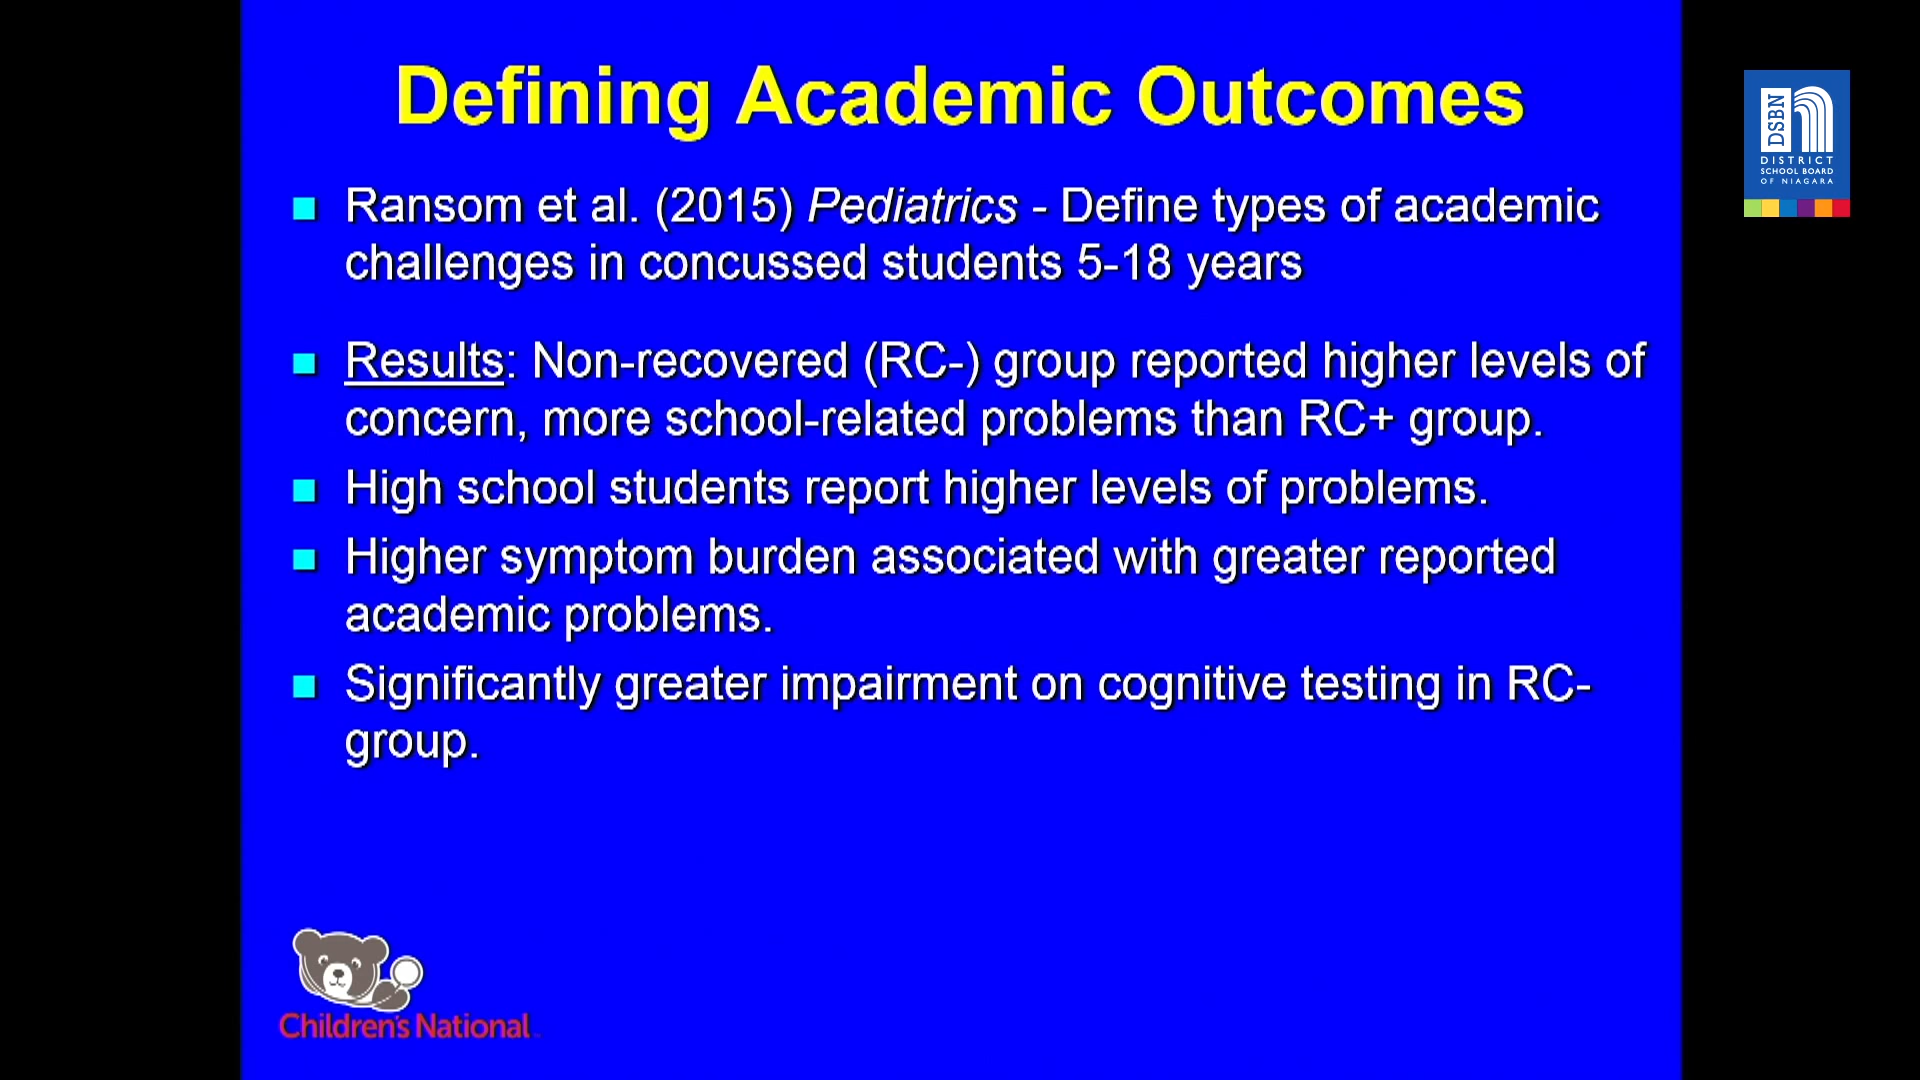 Defining Academic Outcomes
Ransom et al. (2015) Pediatrics - Define types of academic
challenges in concussed students 5-18 years
Results: Non-recovered (RC-) group reported higher levels of
concern, more school-related problems than RC+ group.
High school students report higher levels of problems.
Higher symptom burden associated with greater reported
academic problems.
Significantly greater impairment on cognitive testing in RC-
group.
Children's National
DSBN
DISTRICT
SCHOOL BOARD
OF NIAGARA